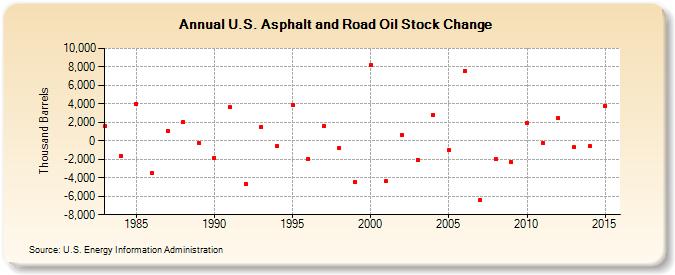 Annual U.S. Asphalt and Road Oil Stock Change
Thousand Barrels
10,000
8,000
6,000
4,000
2,000
0
-2,000
-4,000
-6,000
-8,000
1985 1990 1995 2000 2005 2010 2015
Source: U.S. Energy Information Administration